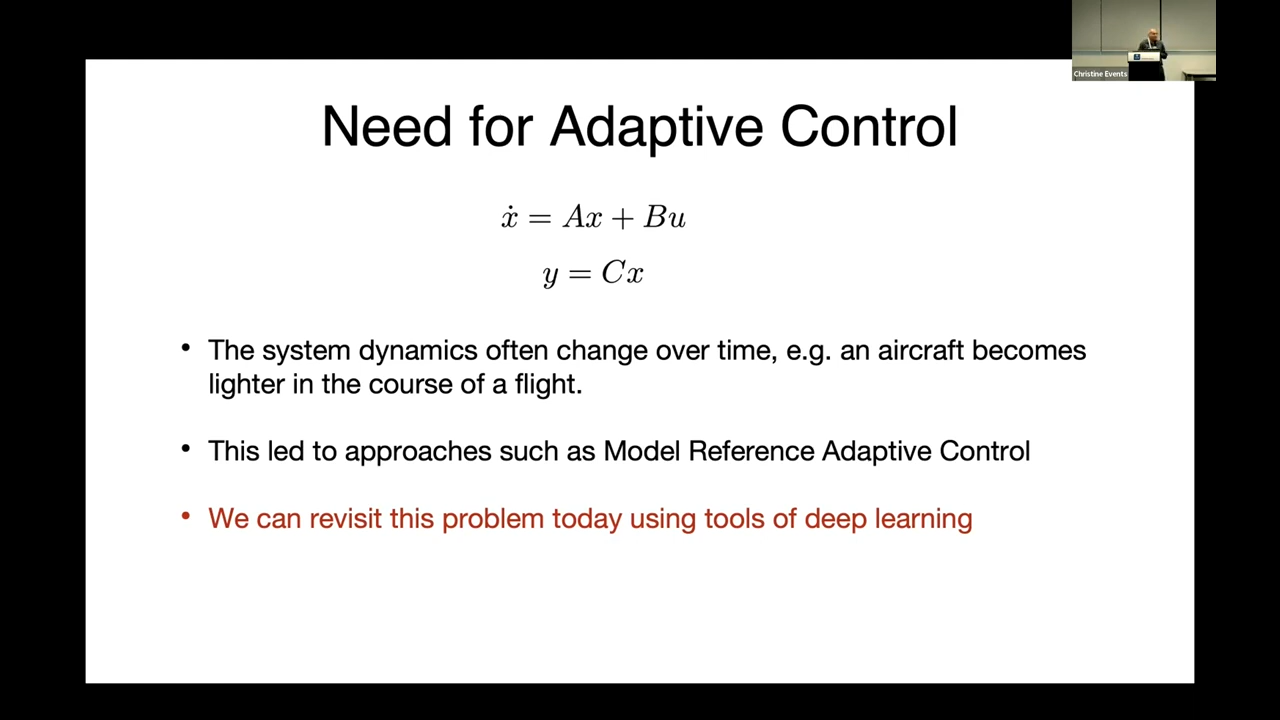 Christine Events
Need for Adaptive Control
ẋ = Ax + Bu
y = Cx
• The system dynamics often change over time, e.g. an aircraft becomes
lighter in the course of a flight.
• This led to approaches such as Model Reference Adaptive Control
• We can revisit this problem today using tools of deep learning